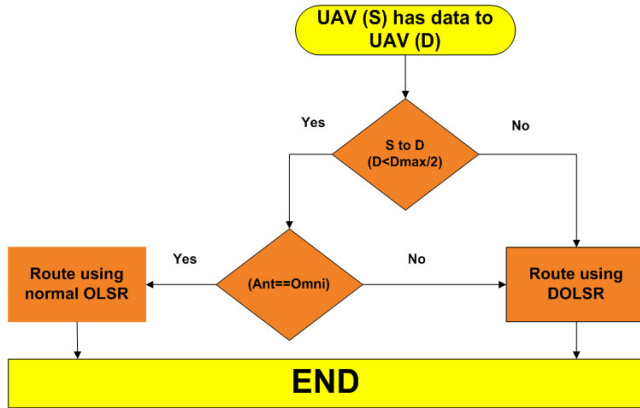 UAV (S) has data to
UAV (D)
Yes
No
S to D
(D<Dmax/2)
Yes
No
Route using
normal OLSR
(Ant==Omni)
Route using
DOLSR
END